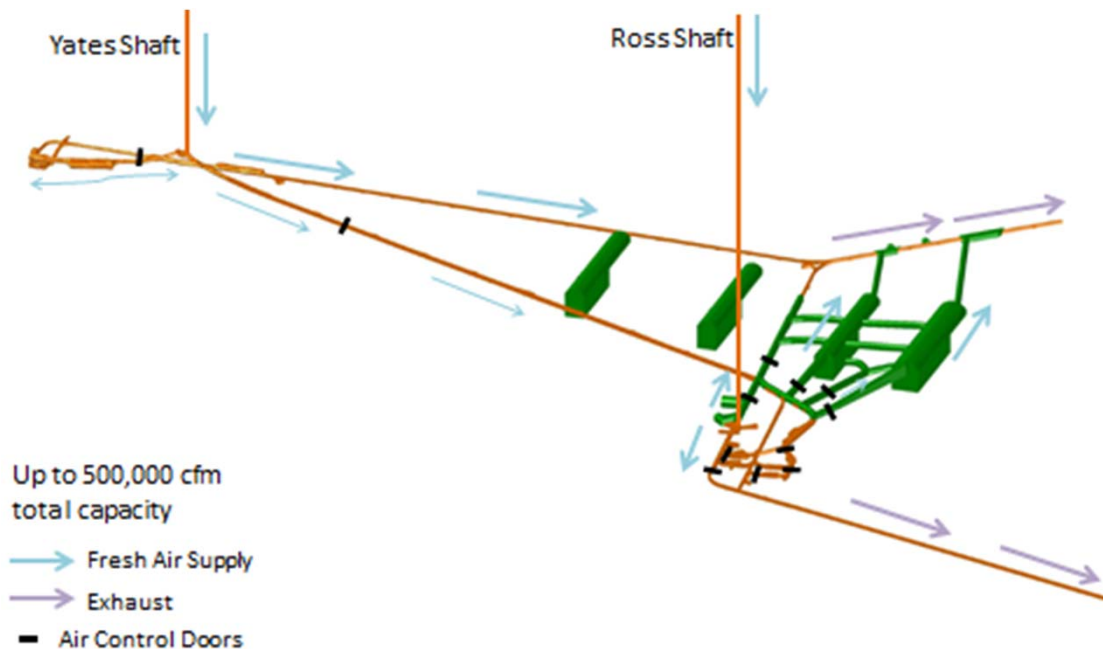 Yates Shaft
Ross Shaft
Up to 500,000 cfm
total capacity
Fresh Air Supply
Exhaust
Air Control Doors